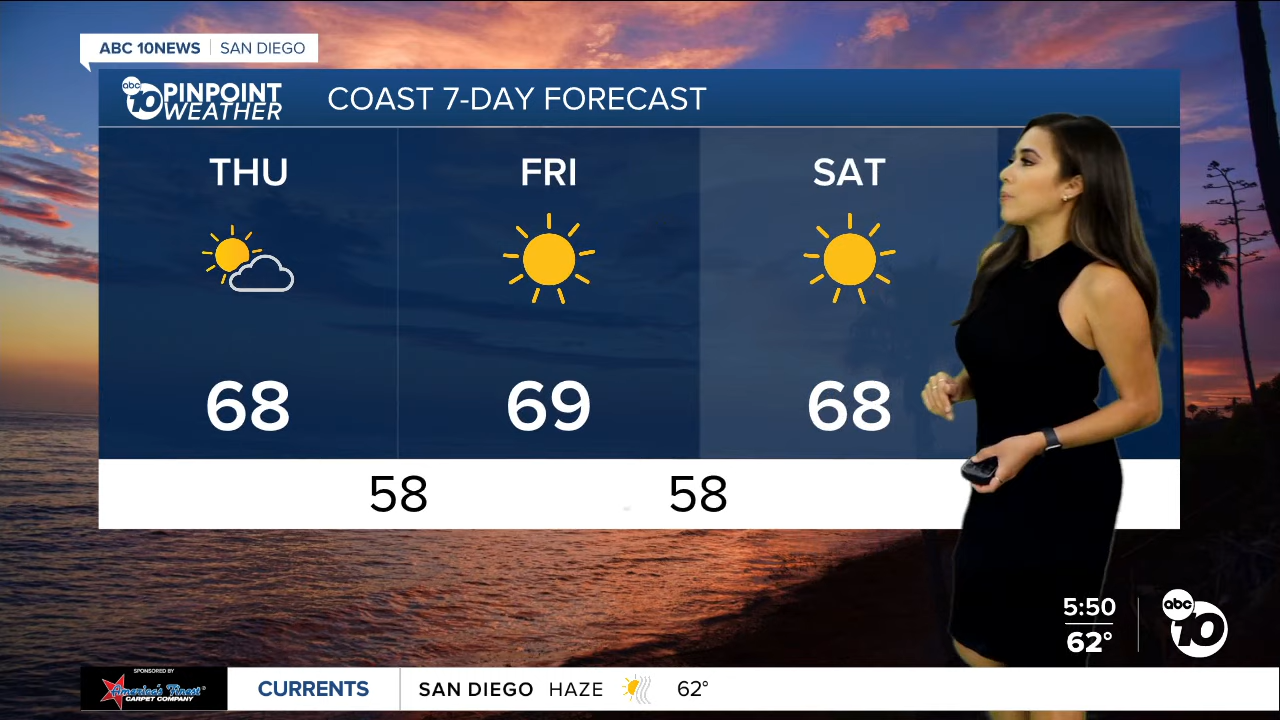 ABC 10NEWS | SAN DIEGO
abc 10 PINPOINT WEATHER
COAST 7-DAY FORECAST
THU FRI SAT
68 69 68
58 58
5:50
62°
abc 10
SPONSORED BY
America's Finest®
CARPET COMPANY
CURRENTS
SAN DIEGO HAZE 62°